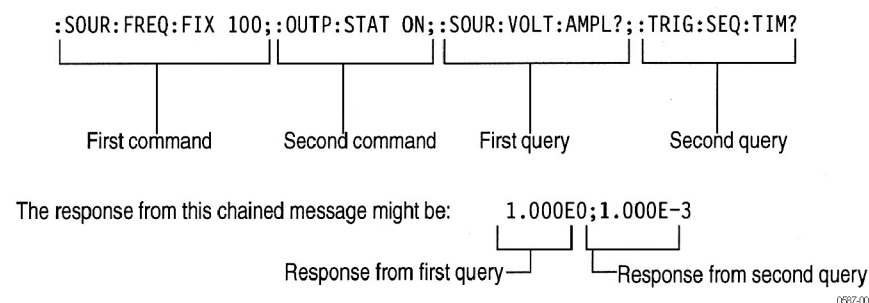 :SOUR:FREQ:FIX 100;:OUTP:STAT ON;:SOUR:VOLT:AMPL?;:TRIG:SEQ:TIM?
First command Second command First query Second query
The response from this chained message might be: 1.000E0;1.000E-3
Response from first query Response from second query
0587-00